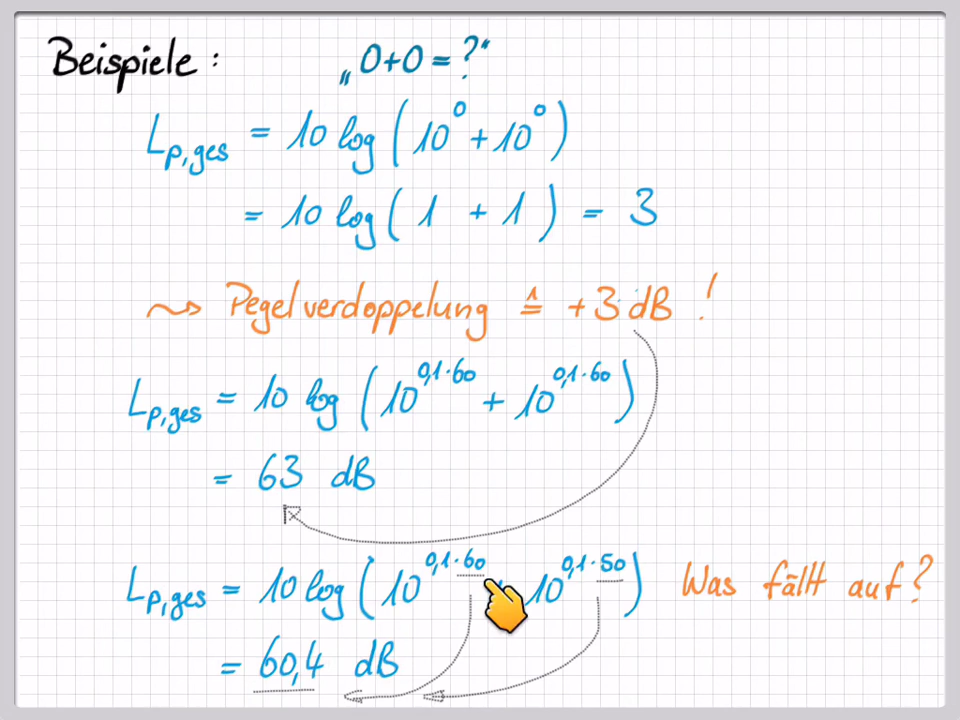 Beispiele: „0+0 = ?“
L_p,ges = 10 log (10^0 + 10^0)
= 10 log (1 + 1) = 3
⇝ Pegelverdoppelung ≙ +3 dB !
L_p,ges = 10 log (10^0,1·60 + 10^0,1·60)
= 63 dB
L_p,ges = 10 log (10^0,1·60 + 10^0,1·50) Was fällt auf?
= 60,4 dB